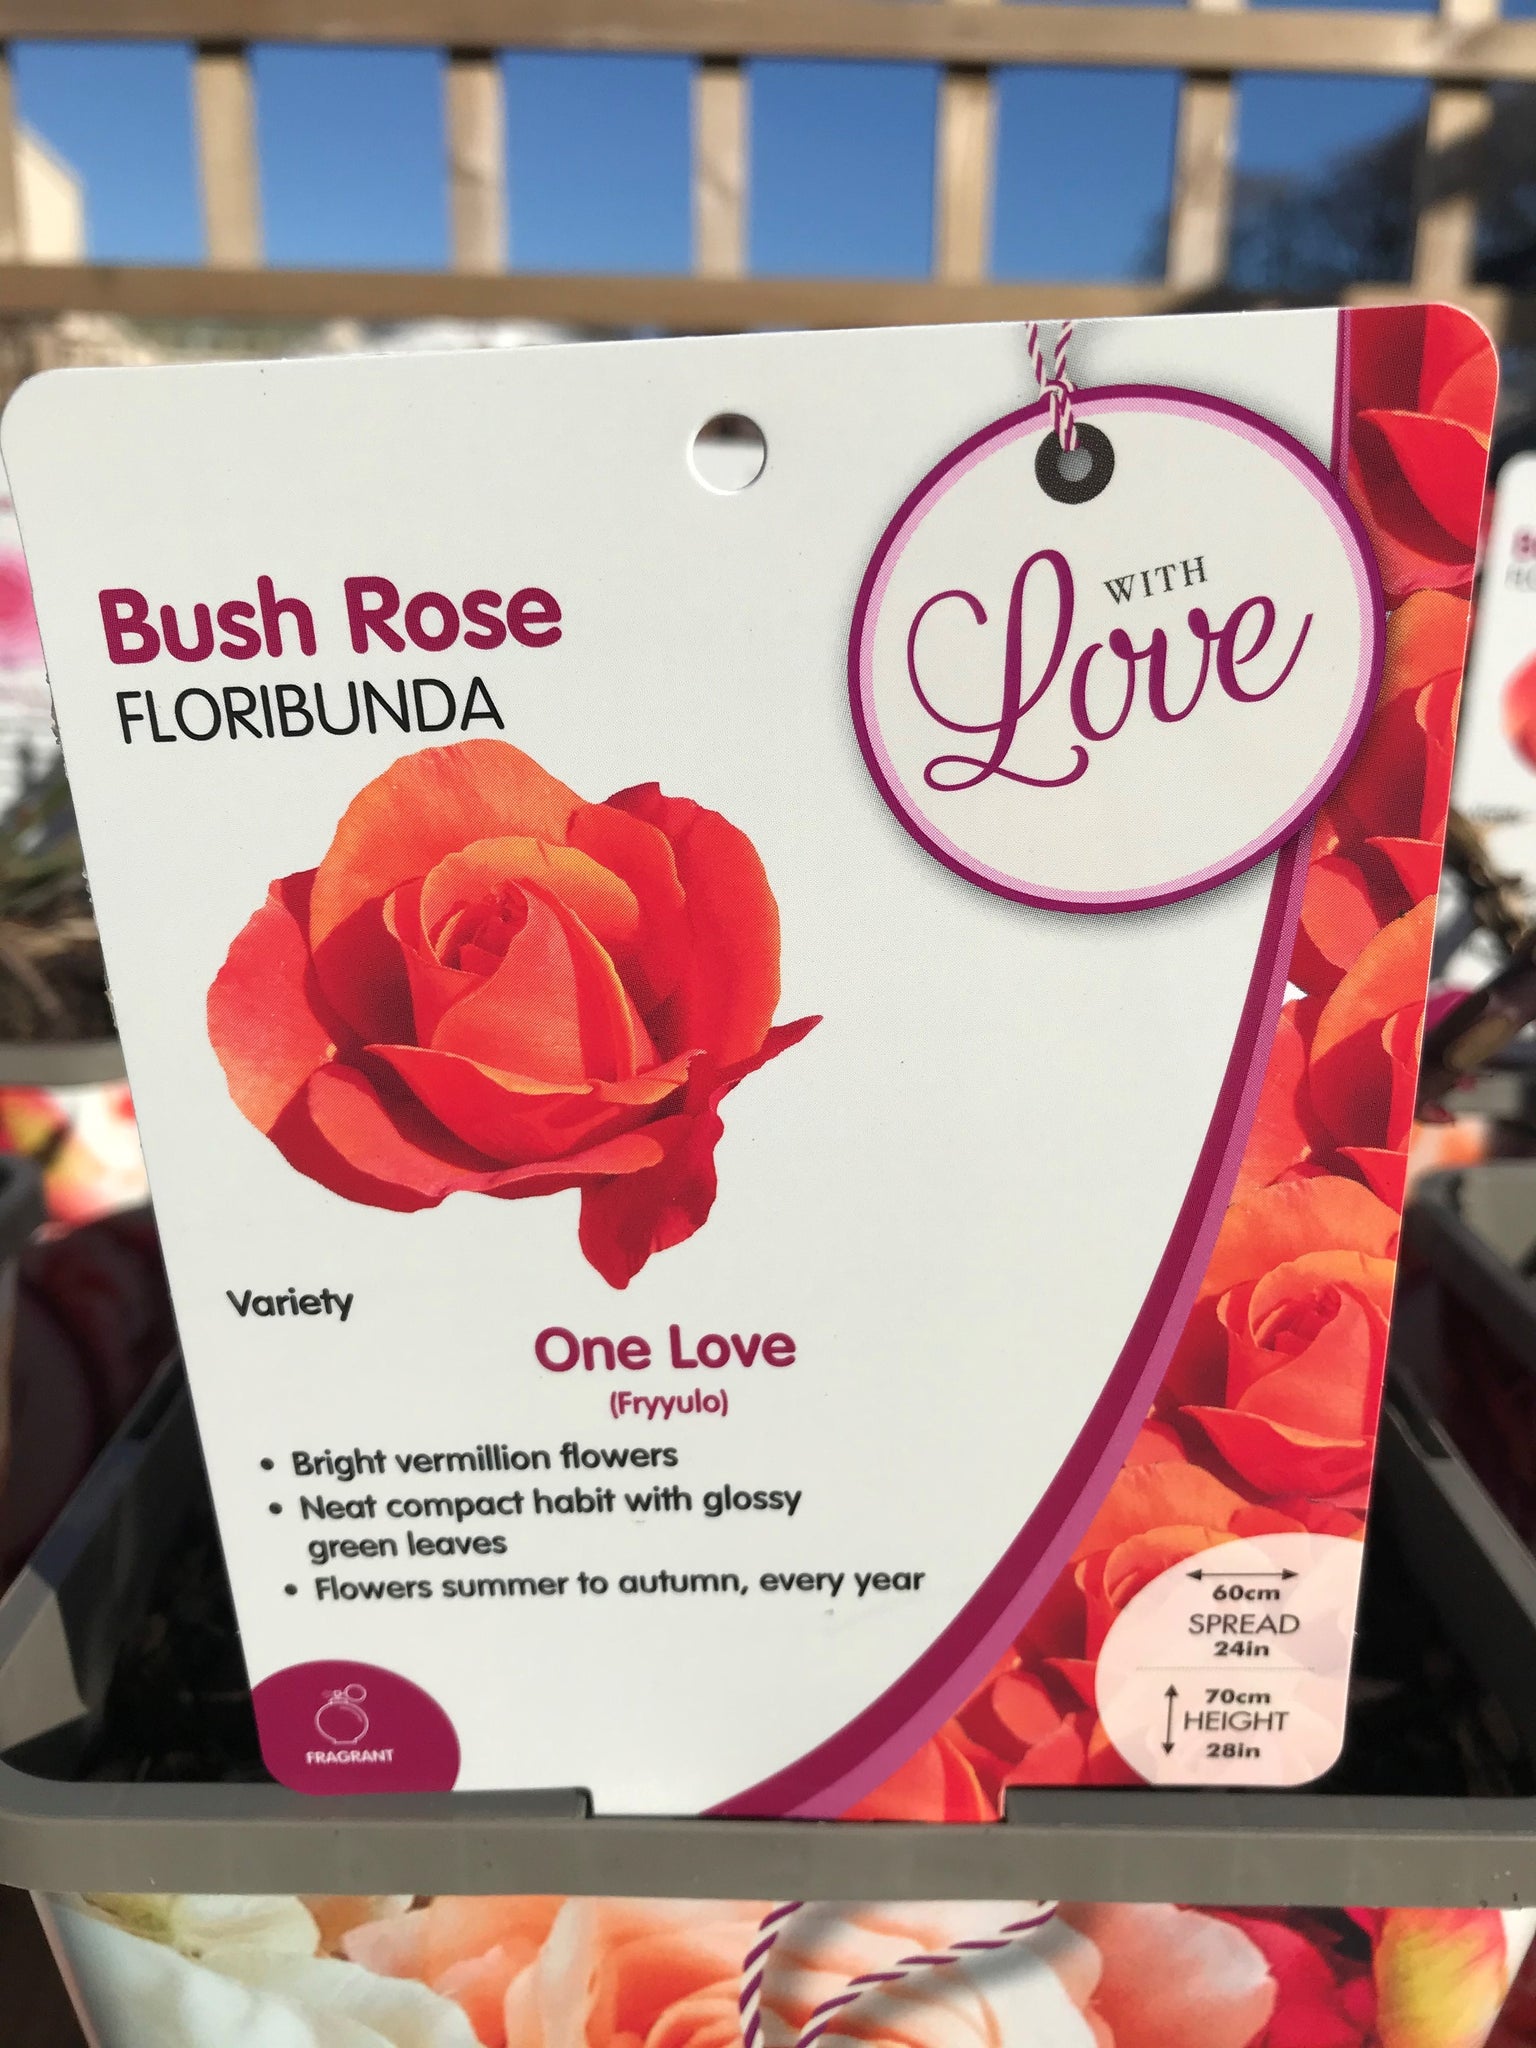 WITH
Love
Bush Rose
FLORIBUNDA
Variety
One Love
(Fryyulo)
• Bright vermillion flowers
• Neat compact habit with glossy
green leaves
• Flowers summer to autumn, every year
FRAGRANT
60cm
SPREAD
24in
70cm
HEIGHT
28in